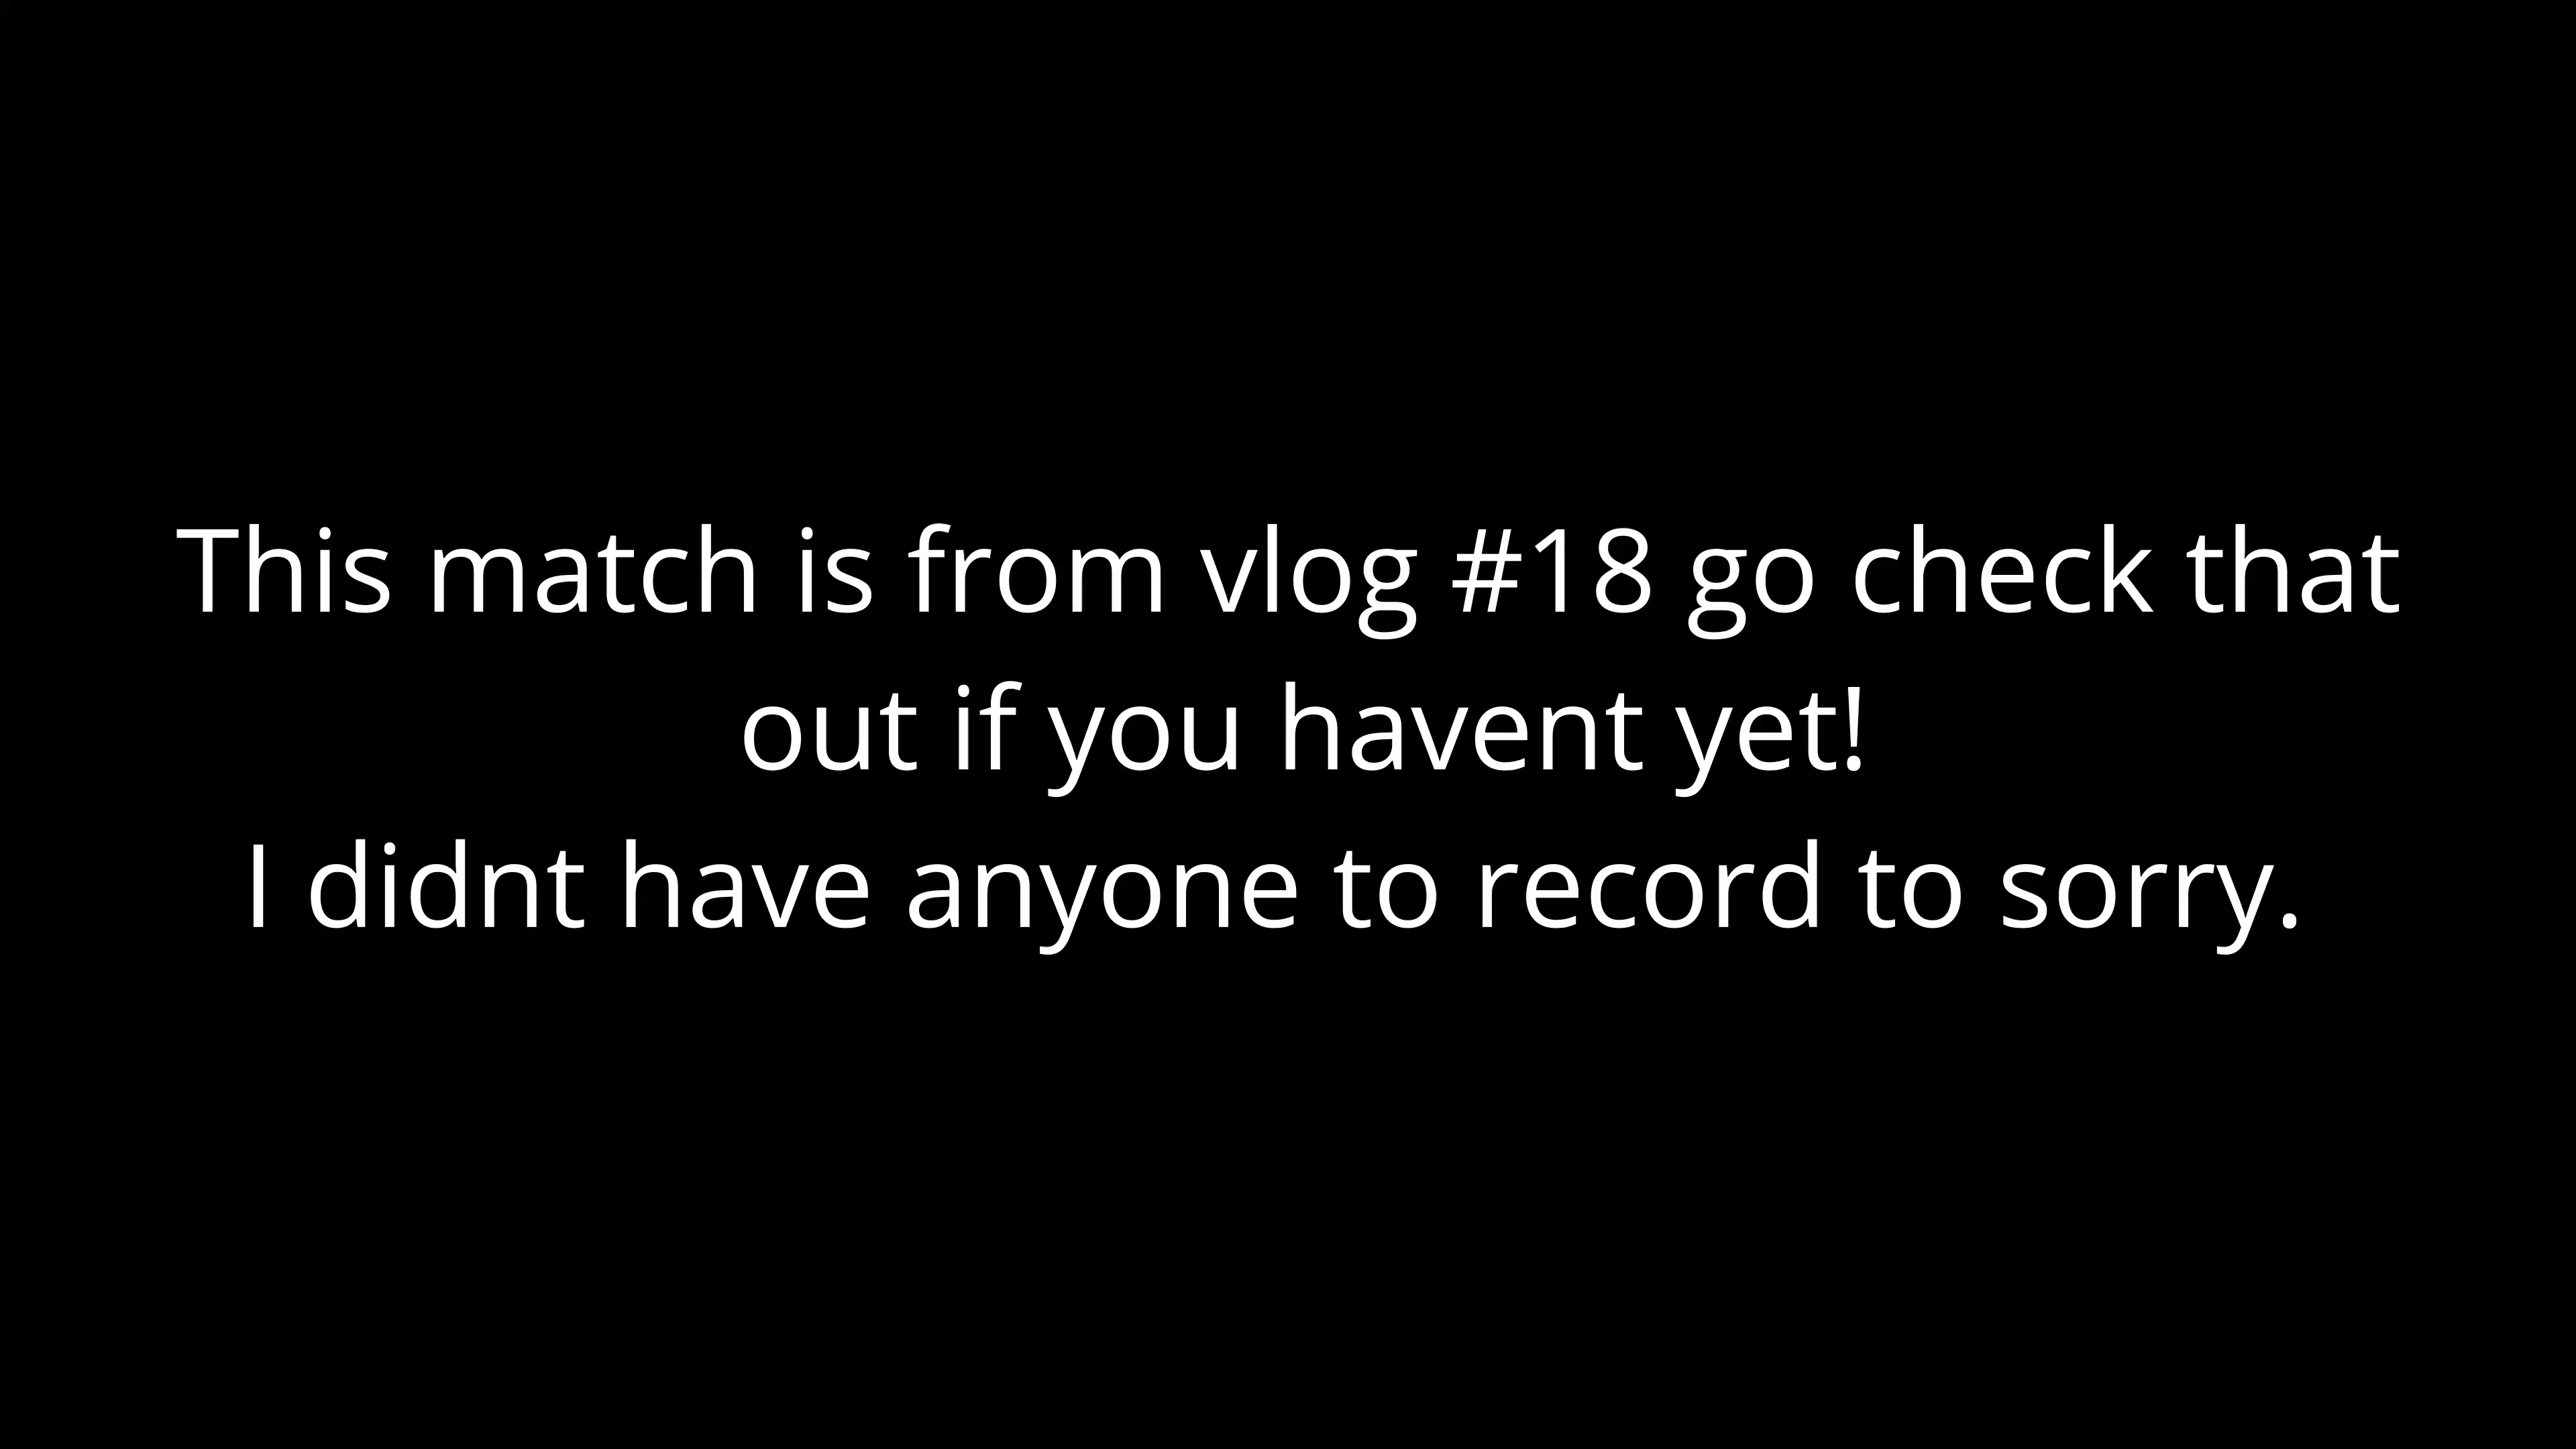 This match is from vlog #18 go check that
out if you havent yet!
I didnt have anyone to record to sorry.